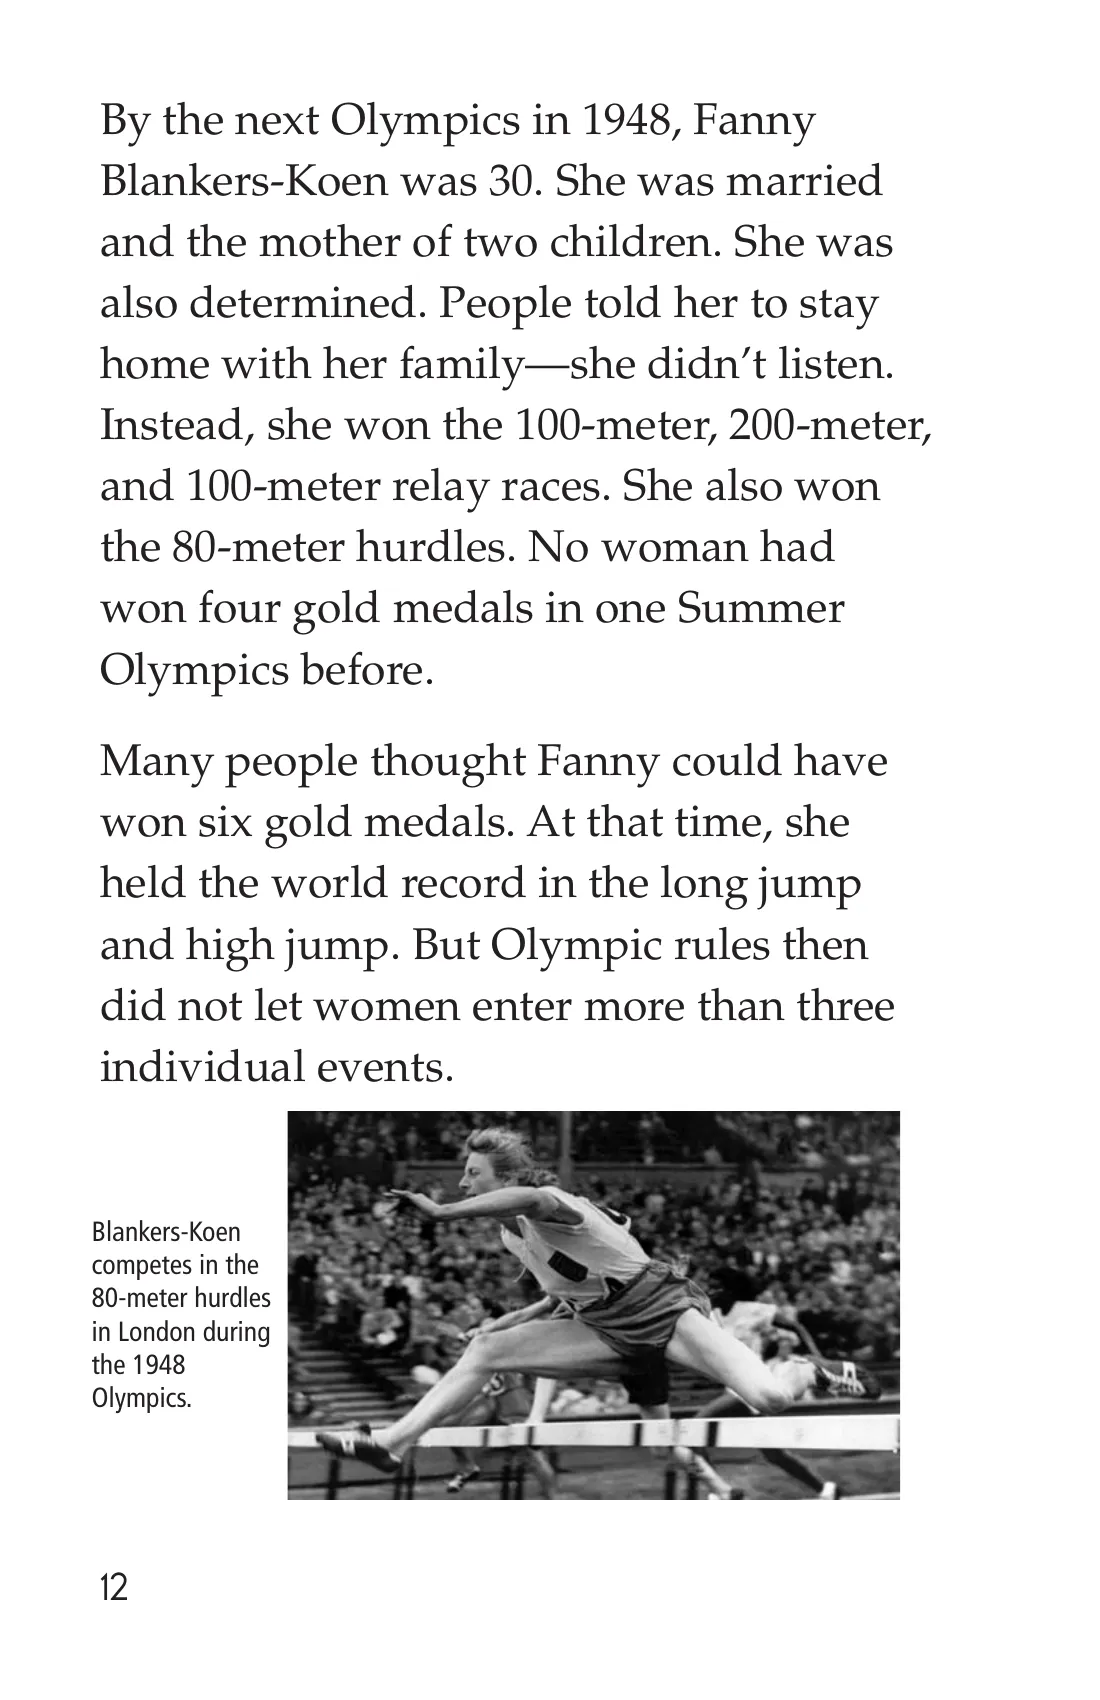 By the next Olympics in 1948, Fanny
Blankers-Koen was 30. She was married
and the mother of two children. She was
also determined. People told her to stay
home with her family—she didn’t listen.
Instead, she won the 100-meter, 200-meter,
and 100-meter relay races. She also won
the 80-meter hurdles. No woman had
won four gold medals in one Summer
Olympics before.
Many people thought Fanny could have
won six gold medals. At that time, she
held the world record in the long jump
and high jump. But Olympic rules then
did not let women enter more than three
individual events.
Blankers-Koen
competes in the
80-meter hurdles
in London during
the 1948
Olympics.
12